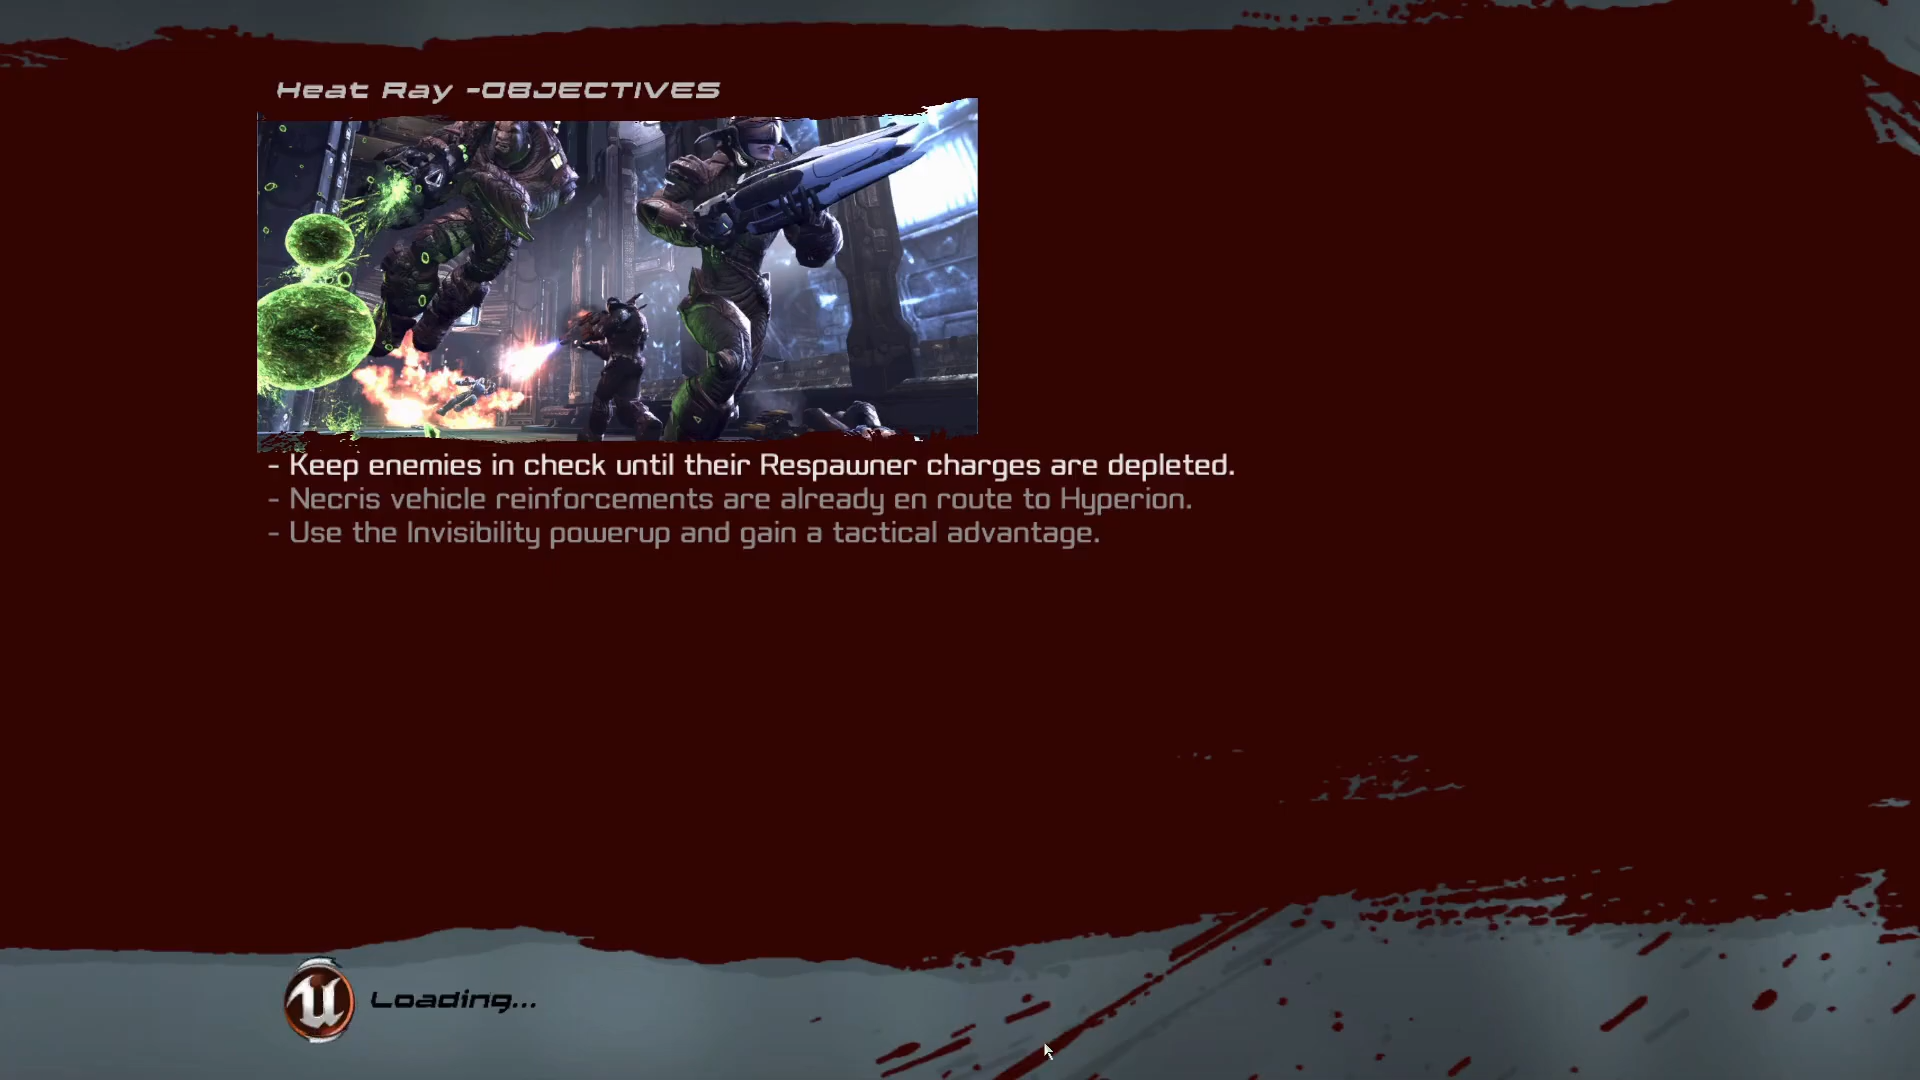 Heat Ray -OBJECTIVES
- Keep enemies in check until their Respawner charges are depleted.
- Necris vehicle reinforcements are already en route to Hyperion.
- Use the Invisibility powerup and gain a tactical advantage.
Loading...